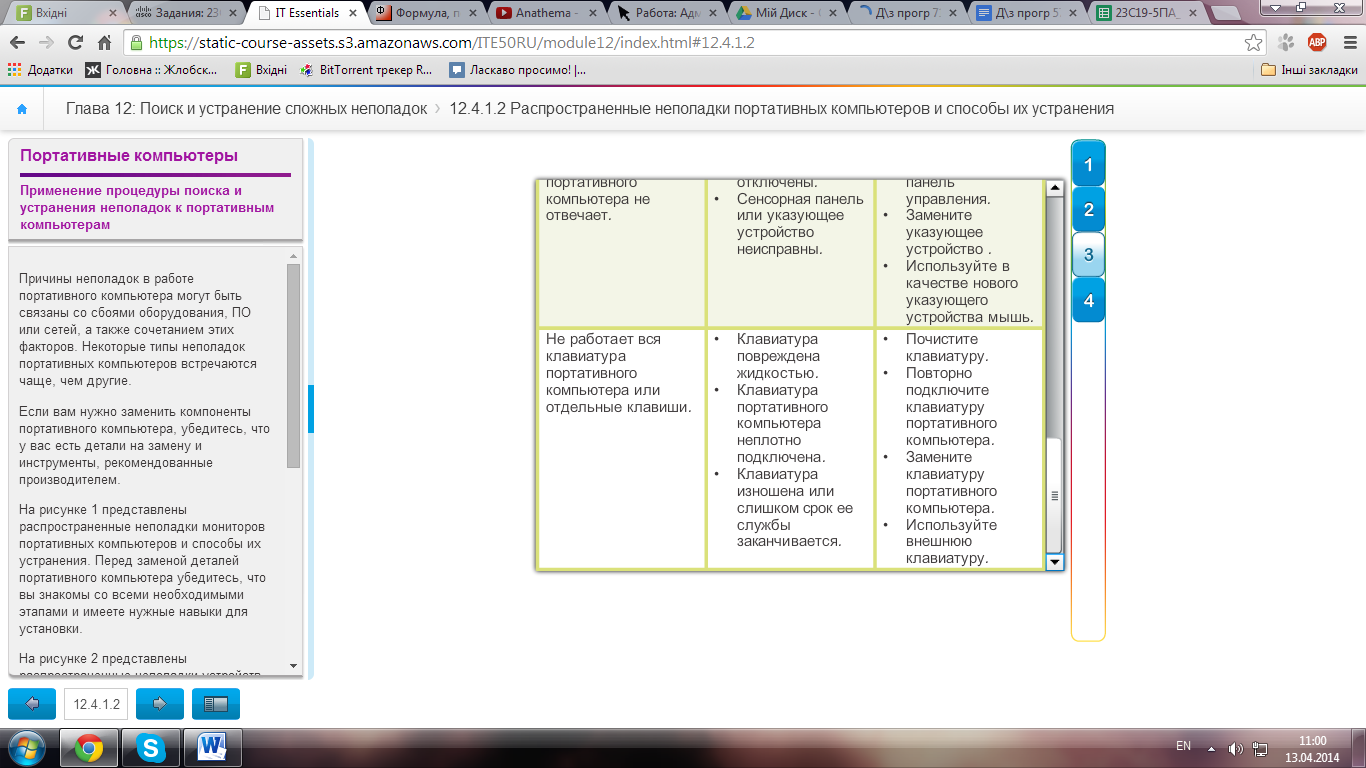 Вхідні
Задания: 23С
IT Essentials
Формула, п
Anathema -
Работа: Адм
Мій Диск -
Д\з прогр 7
Д\з прогр 5
23С19-5ПА_
https://static-course-assets.s3.amazonaws.com/ITE50RU/module12/index.html#12.4.1.2
ABP
Додатки
Головна :: Жлобск...
Вхідні
BitTorrent трекер R...
Ласкаво просимо! |...
Інші закладки
Глава 12: Поиск и устранение сложных неполадок
12.4.1.2 Распространенные неполадки портативных компьютеров и способы их устранения
Портативные компьютеры
Применение процедуры поиска и
устранения неполадок к портативным
компьютерам
Причины неполадок в работе
портативного компьютера могут быть
связаны со сбоями оборудования, ПО
или сетей, а также сочетанием этих
факторов. Некоторые типы неполадок
портативных компьютеров встречаются
чаще, чем другие.
Если вам нужно заменить компоненты
портативного компьютера, убедитесь, что
у вас есть детали на замену и
инструменты, рекомендованные
производителем.
На рисунке 1 представлены
распространенные неполадки мониторов
портативных компьютеров и способы их
устранения. Перед заменой деталей
портативного компьютера убедитесь, что
вы знакомы со всеми необходимыми
этапами и имеете нужные навыки для
установки.
На рисунке 2 представлены
распространенные неполадки устройств
12.4.1.2
портативного
компьютера не
отвечает.
отключены.
• Сенсорная панель
или указующее
устройство
неисправны.
панель
управления.
• Замените
указующее
устройство .
• Используйте в
качестве нового
указующего
устройства мышь.
Не работает вся
клавиатура
портативного
компьютера или
отдельные клавиши.
• Клавиатура
повреждена
жидкостью.
• Клавиатура
портативного
компьютера
неплотно
подключена.
• Клавиатура
изношена или
слишком срок ее
службы
заканчивается.
• Почистите
клавиатуру.
• Повторно
подключите
клавиатуру
портативного
компьютера.
• Замените
клавиатуру
портативного
компьютера.
• Используйте
внешнюю
клавиатуру.
1
2
3
4
EN
11:00
13.04.2014